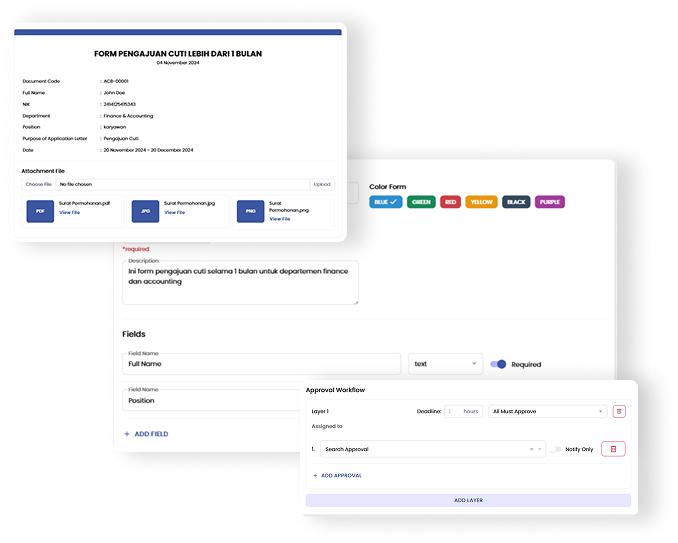 FORM PENGAJUAN CUTI LEBIH DARI 1 BULAN
04 November 2024
Document Code : ACB-00001
Full Name : John Doe
NIK : 2414125415343
Department : Finance & Accounting
Position : karyawan
Purpose of Application Letter : Pengajuan Cuti
Date : 20 November 2024 - 20 December 2024
Attachment File
Choose File No file chosen Upload
PDF Surat Permohonan.pdf View File
JPG Surat Permohonan.jpg View File
PNG Surat Permohonan.png View File
Color Form
BLUE GREEN RED YELLOW BLACK PURPLE
*required
Description
Ini form pengajuan cuti selama 1 bulan untuk departemen finance
dan accounting
Fields
Field Name
Full Name text Required
Field Name
Position
+ ADD FIELD
Approval Workflow
Layer 1 Deadline: 1 hours All Must Approve
Assigned to
1. Search Approval Notify Only
+ ADD APPROVAL
ADD LAYER